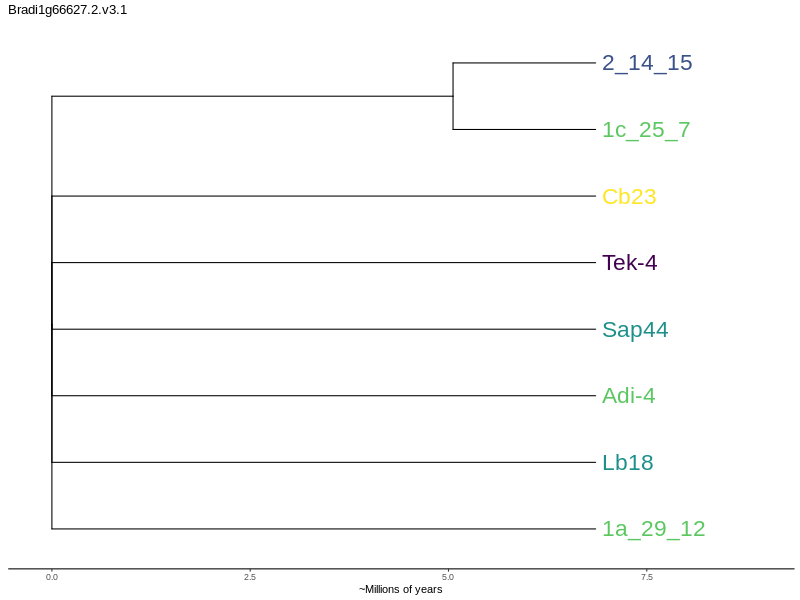 Bradi1g66627.2.v3.1
2_14_15
1c_25_7
Cb23
Tek-4
Sap44
Adi-4
Lb18
1a_29_12
0.0 2.5 5.0 7.5
~Millions of years